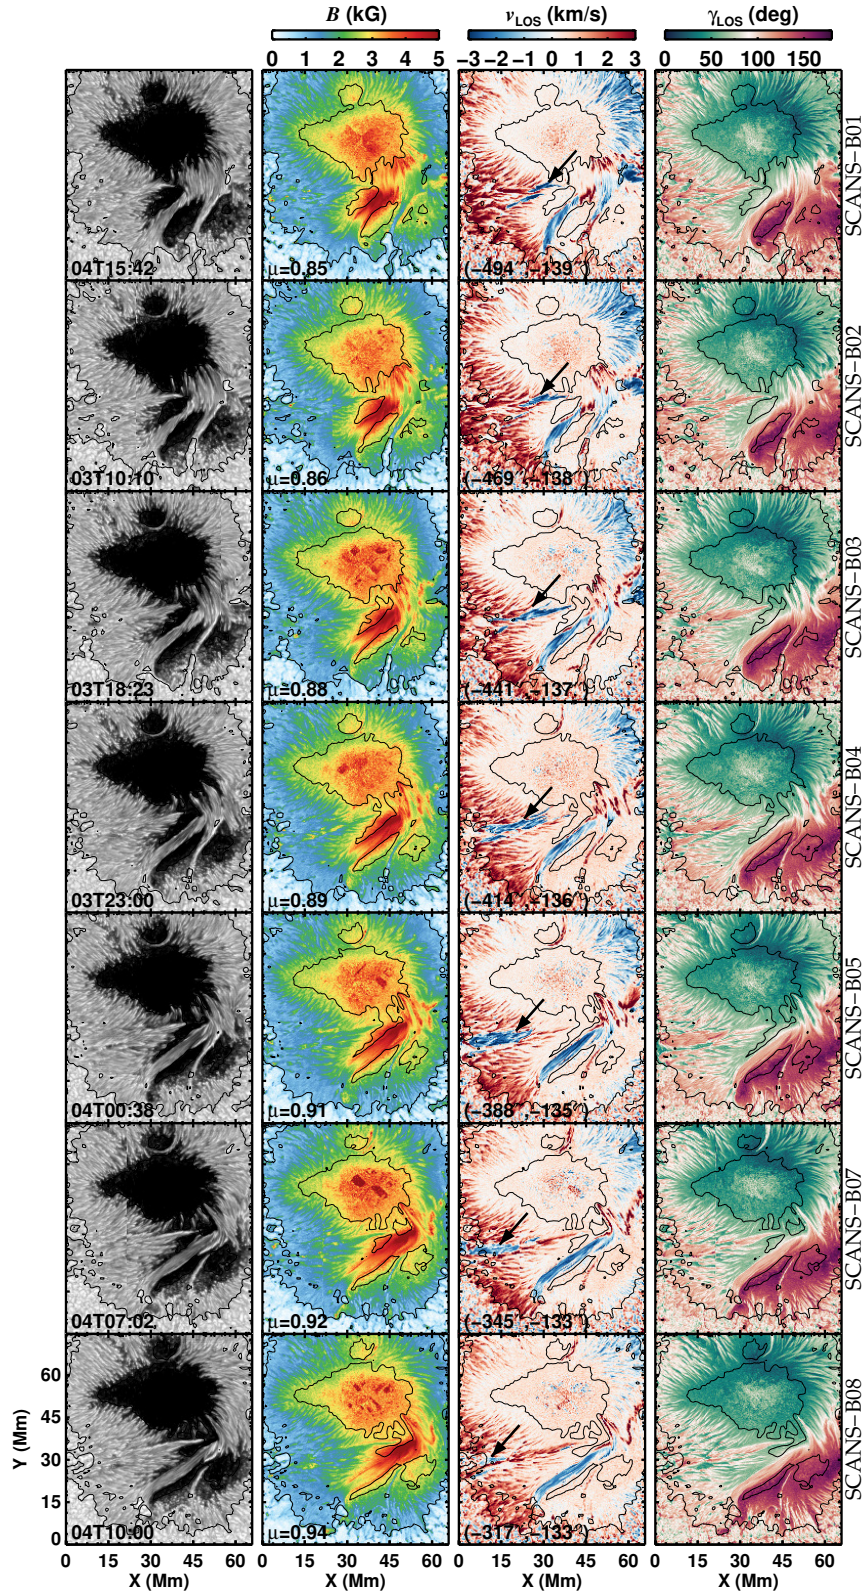 B (kG) v_LOS (km/s) γ_LOS (deg)
0 1 2 3 4 5 −3 −2 −1 0 1 2 3 0 50 100 150
04T15:42 μ=0.85 (−494″,−139″) SCANS−B01
03T10:10 μ=0.86 (−469″,−138″) SCANS−B02
03T18:23 μ=0.88 (−441″,−137″) SCANS−B03
03T23:00 μ=0.89 (−414″,−136″) SCANS−B04
04T00:38 μ=0.91 (−388″,−135″) SCANS−B05
04T07:02 μ=0.92 (−345″,−133″) SCANS−B07
04T10:00 μ=0.94 (−317″,−133″) SCANS−B08
Y (Mm)
60
45
30
15
0
0 15 30 45 60 0 15 30 45 60 0 15 30 45 60 0 15 30 45 60
X (Mm) X (Mm) X (Mm) X (Mm)